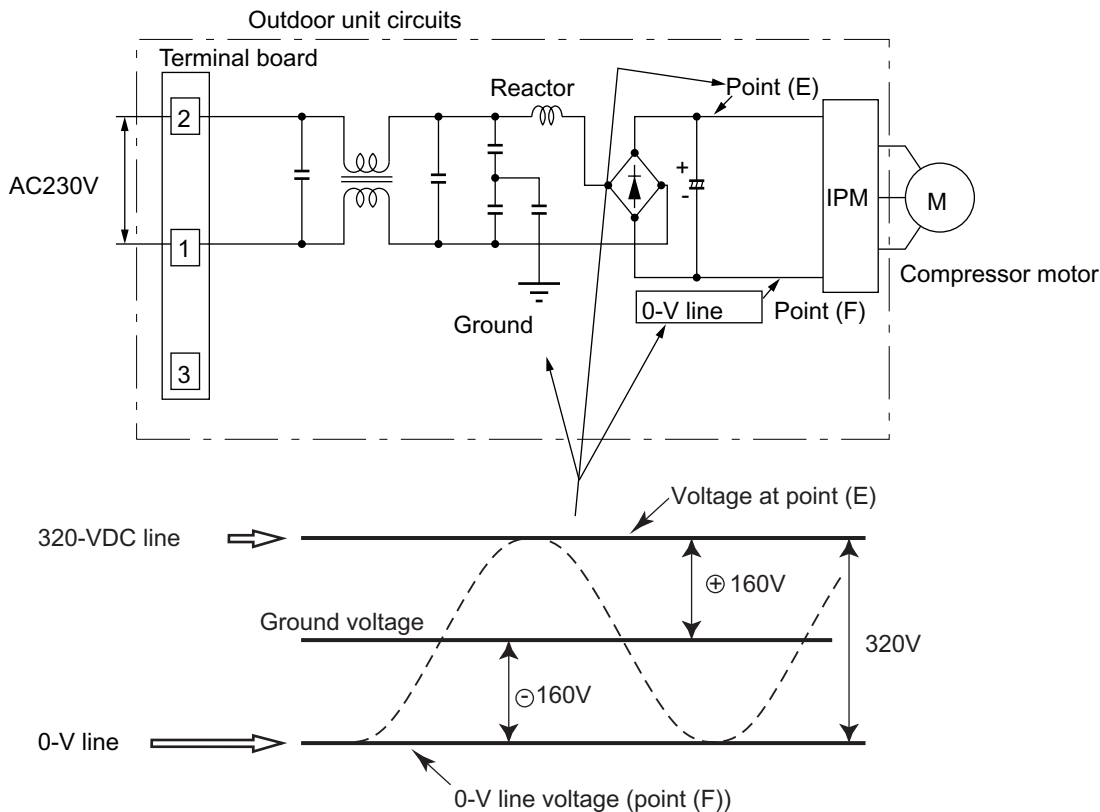 Outdoor unit circuits
Terminal board
2
Reactor
Point (E)
AC230V
+
-
IPM
M
1
Compressor motor
Ground
0-V line
Point (F)
3
Voltage at point (E)
320-VDC line
⊕ 160V
Ground voltage
320V
⊖ 160V
0-V line
0-V line voltage (point (F))